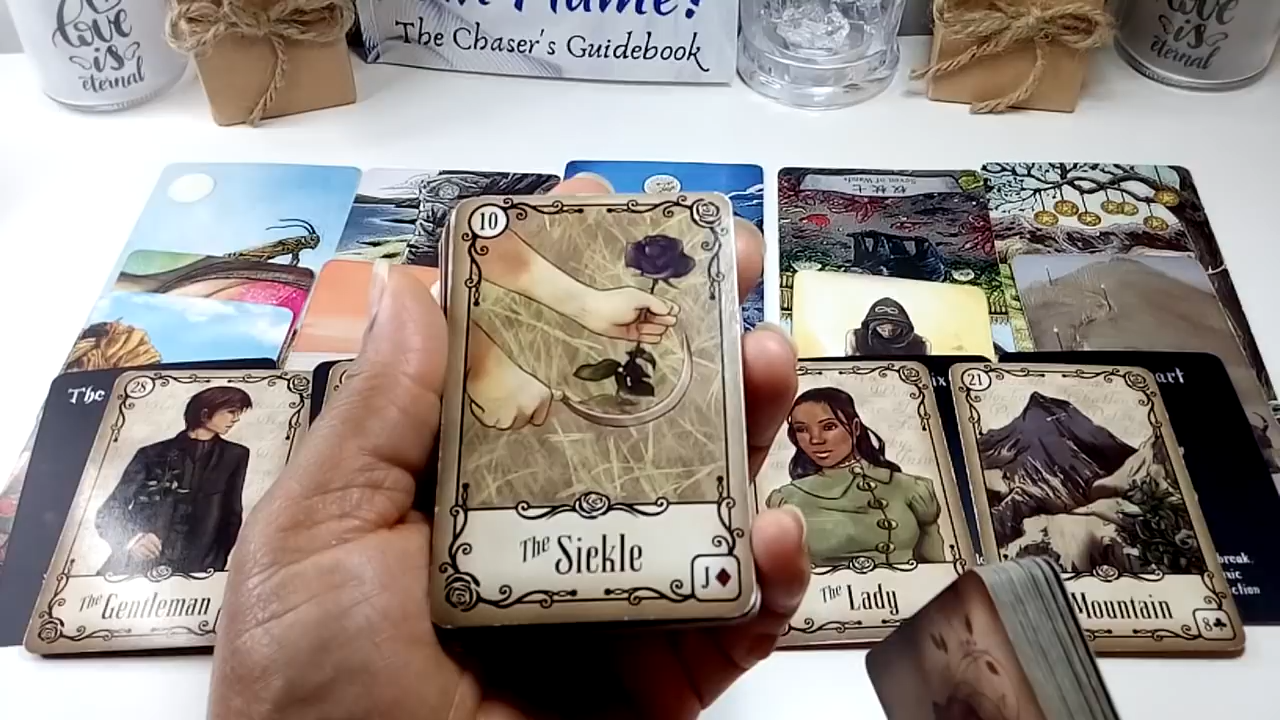 love
is
eternal
The Chaser's Guidebook
love
is
eternal
Seven of Wands
10
The Sickle
J
The
28
The Gentleman
The Lady
21
art
Mountain
8
break.
ction